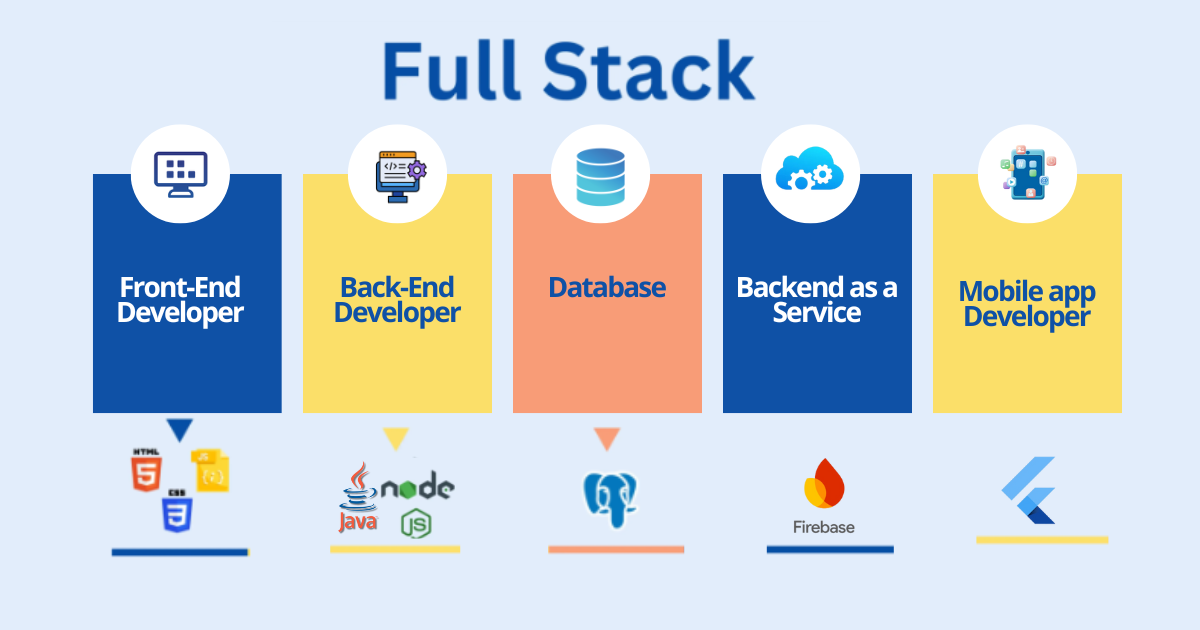 Full Stack
Front-End
Developer
Back-End
Developer
Database
Backend as a
Service
Mobile app
Developer
HTML
5
JS
CSS
3
Java
node
JS
Firebase